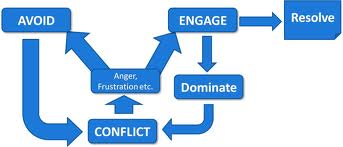 AVOID
ENGAGE
Resolve
Anger,
Frustration etc.
Dominate
CONFLICT